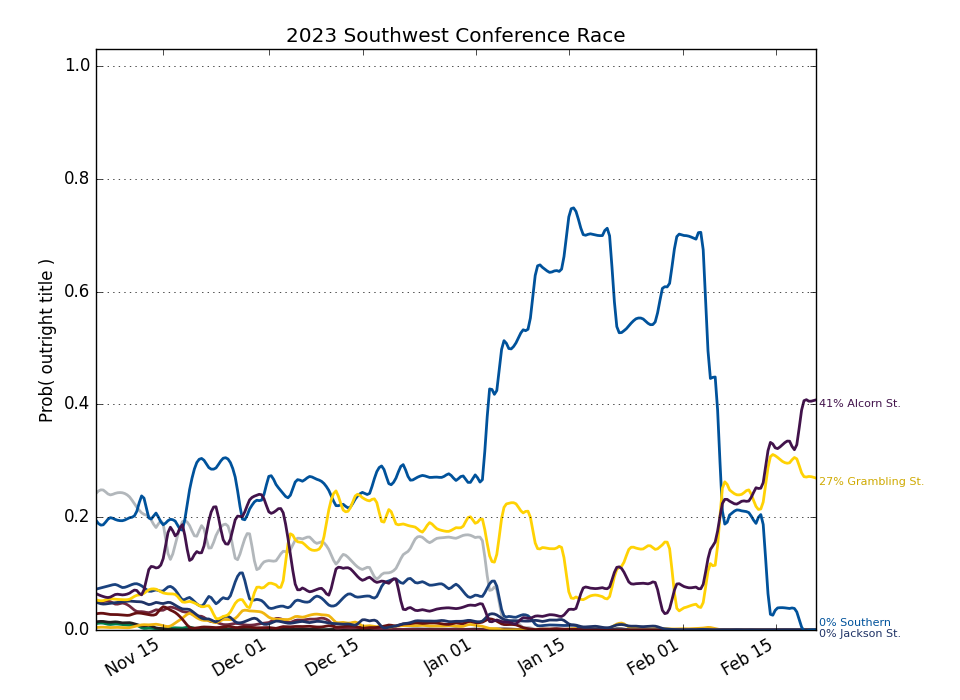 2023 Southwest Conference Race
Prob( outright title )
1.0
0.8
0.6
0.4
0.2
0.0
41% Alcorn St.
27% Grambling St.
0% Southern
0% Jackson St.
Nov 15
Dec 01
Dec 15
Jan 01
Jan 15
Feb 01
Feb 15